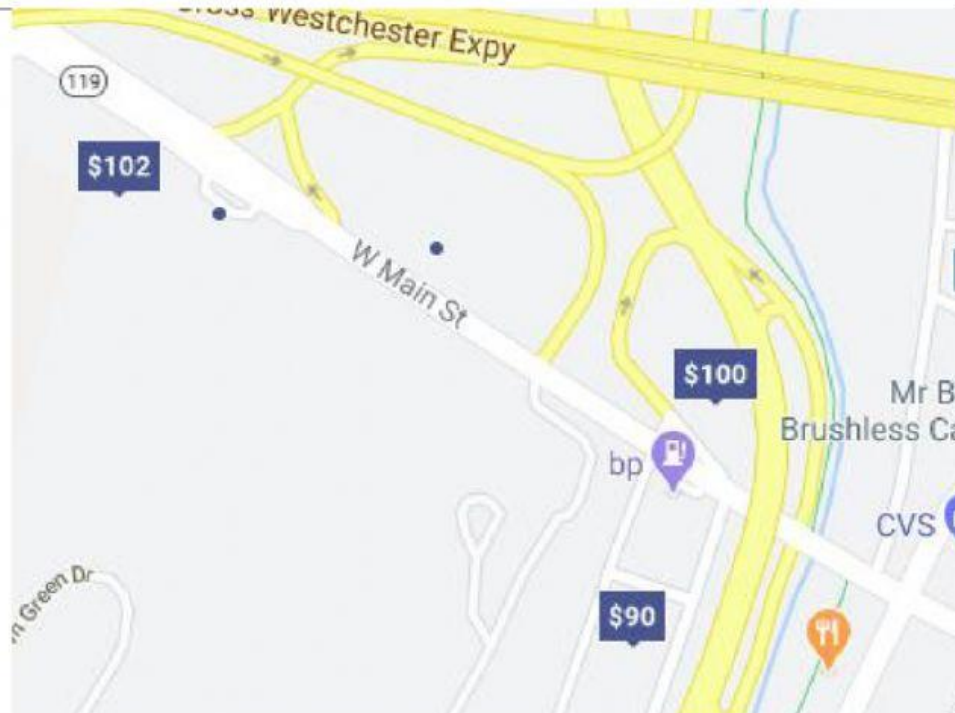 Westchester Expy
119
$102
W Main St
$100
Mr B
Brushless Ca
bp
CVS
Green Dr
$90